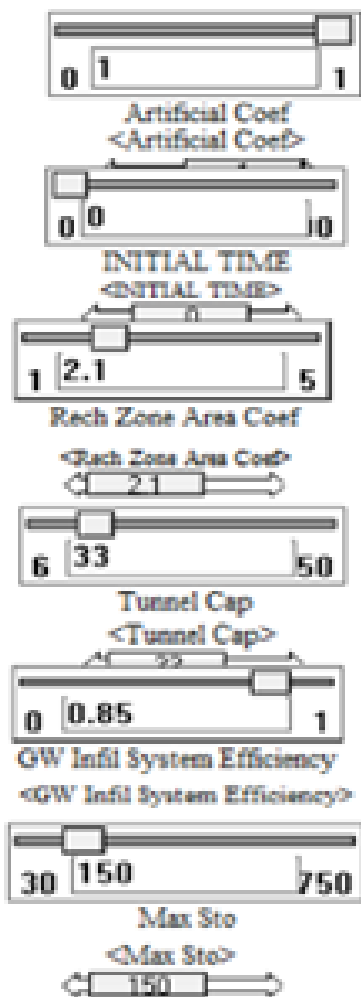 0 1 1
Artificial Coef
<Artificial Coef>
0 0
INITIAL TIME
<INITIAL TIME>
0
1 2.1 5
Rech Zone Area Coef
<Rech Zone Area Coef>
2.1
6 33 50
Tunnel Cap
<Tunnel Cap>
0 0.85 1
GW Infil System Efficiency
<GW Infil System Efficiency>
30 150 750
Max Sto
<Max Sto>
150